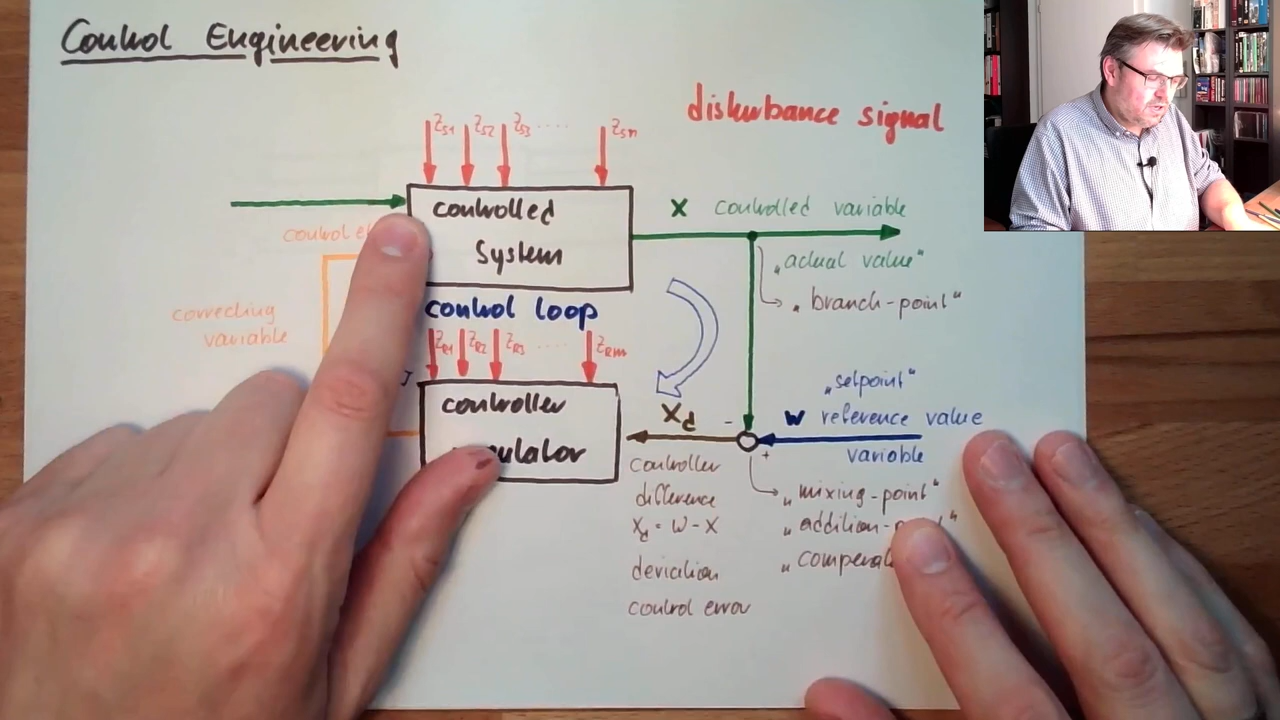 Control Engineering
disturbance signal
ZS1 ZS2 ZS3 .... ZSn
controlled
System
X controlled variable
"actual value"
"branch-point"
correcting
variable
control loop
ZR1 ZR2 ZR3 .... ZRm
controller
Xd
-
+
"setpoint"
W reference value
variable
controller
difference
Xd = W - X
deviation
control error
"mixing-point"
"addition-
"